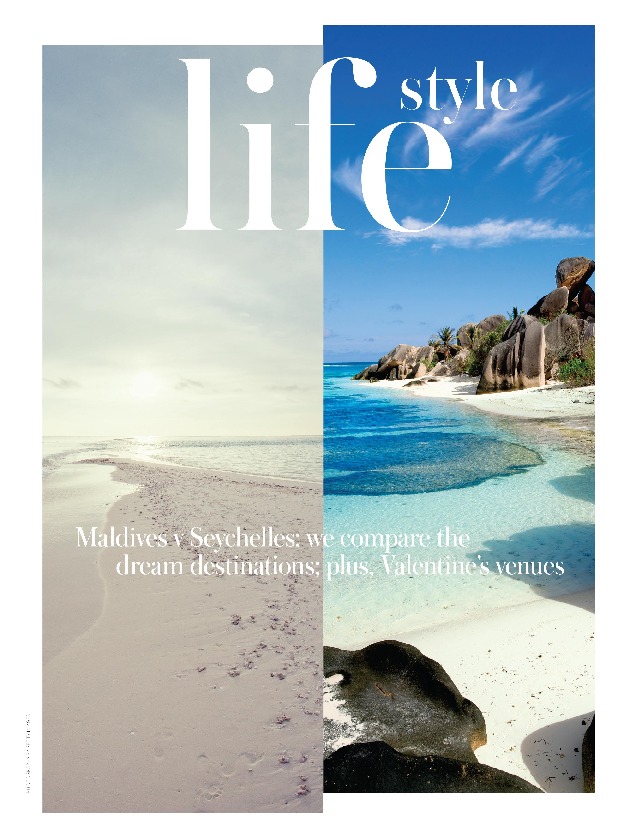 life
style
Maldives v Seychelles: we compare the
dream destinations; plus, Valentine's venues